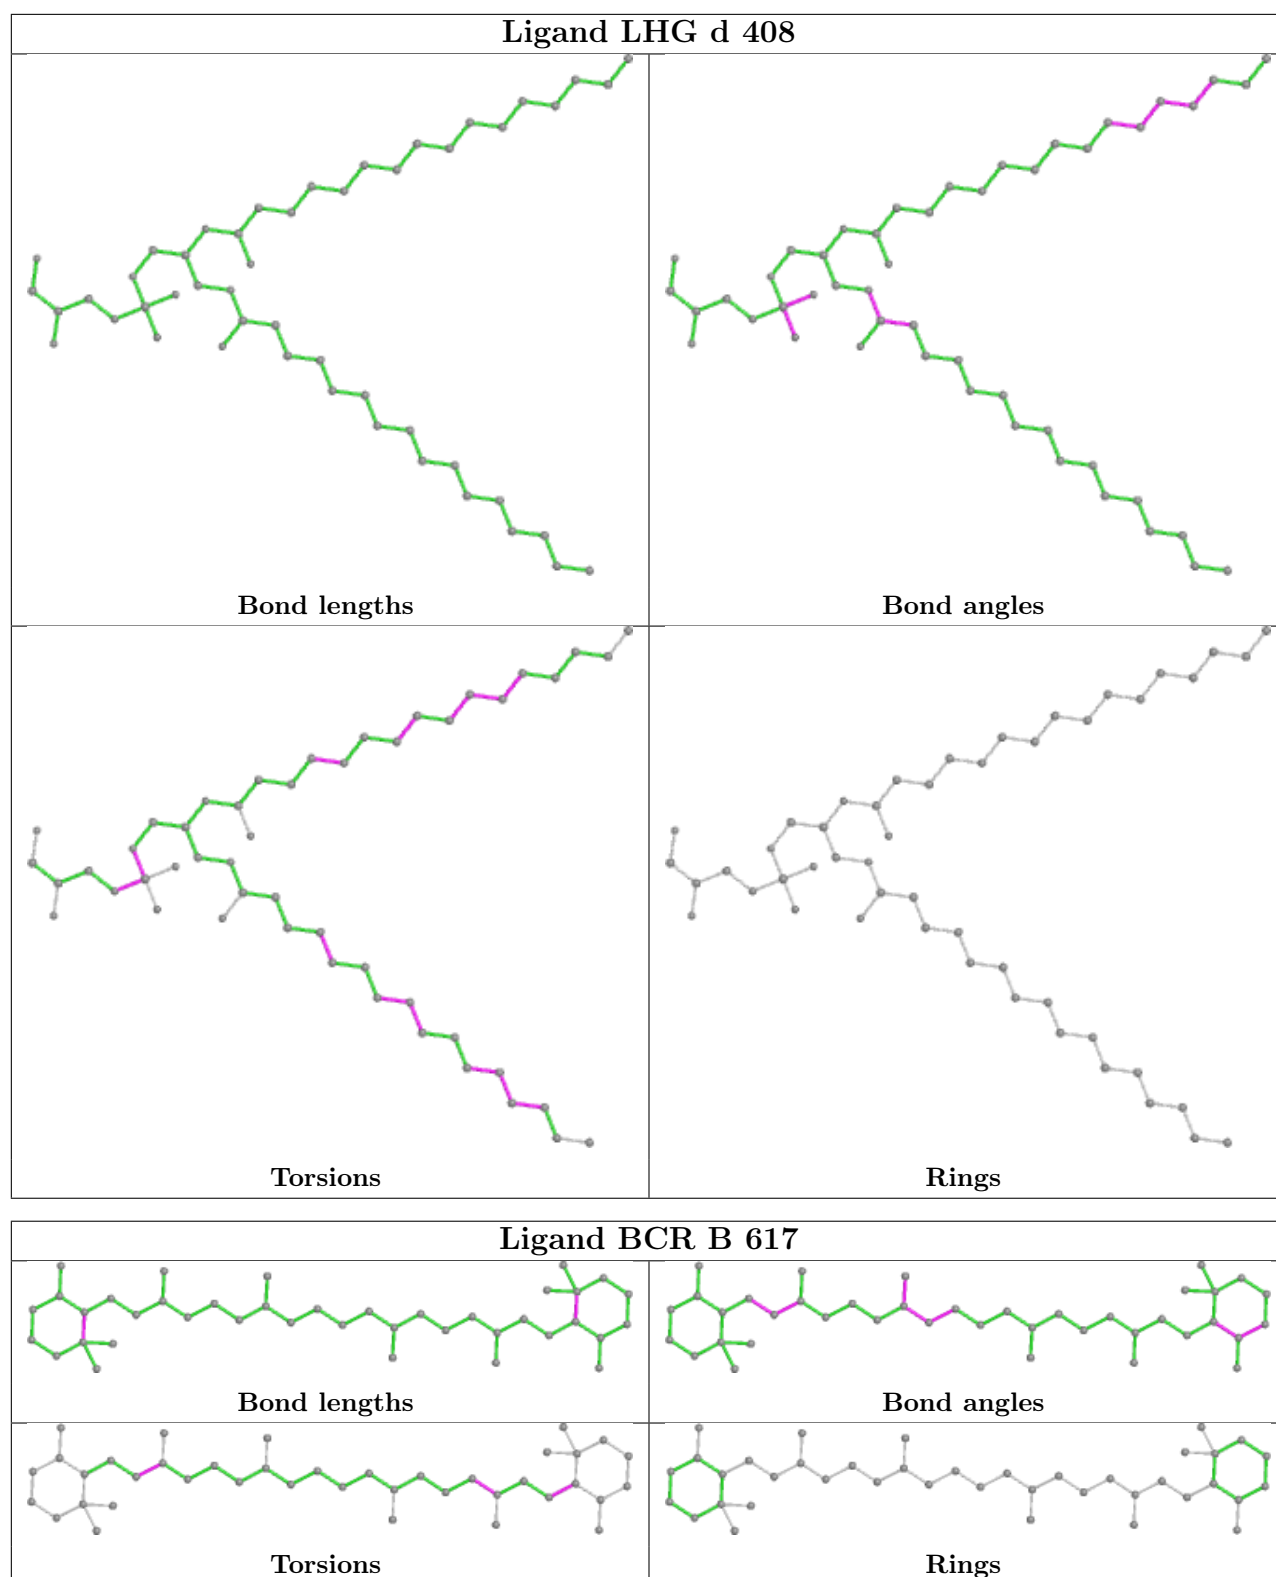 Ligand LHG d 408
Bond lengths
Bond angles
Torsions
Rings
Ligand BCR B 617
Bond lengths
Bond angles
Torsions
Rings